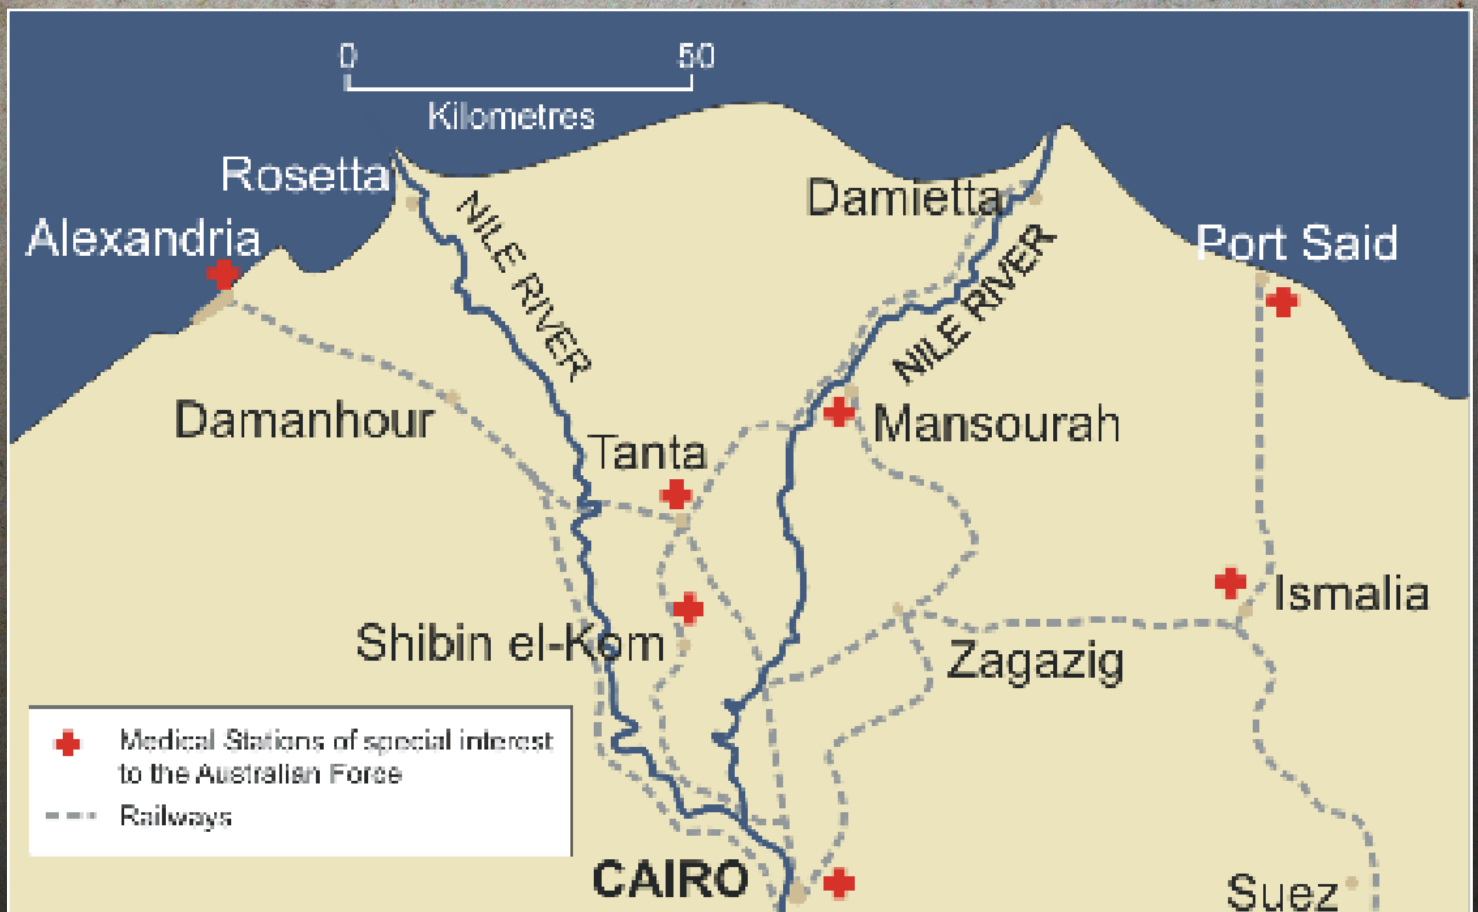 0 50
Kilometres
Rosetta
Alexandria
NILE RIVER
Damietta
NILE RIVER
Port Said
Damanhour
Tanta
Mansourah
Shibin el-Kom
Ismalia
Zagazig
Medical Stations of special interest
to the Australian Force
Railways
CAIRO
Suez